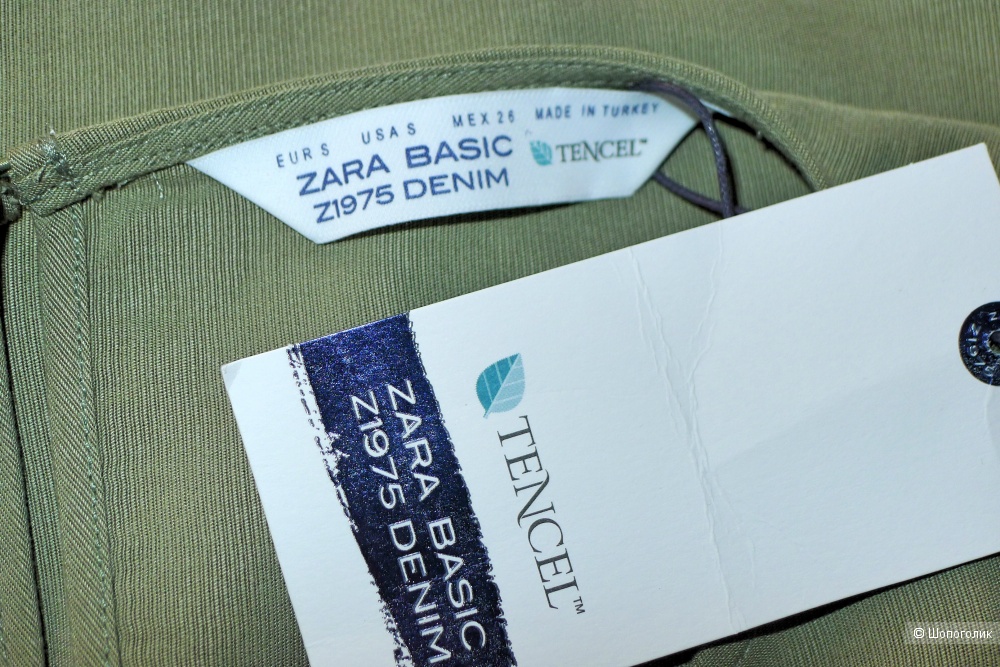 EUR S USA S MEX 26 MADE IN TURKEY
ZARA BASIC
Z1975 DENIM
TENCEL™
ZARA BASIC
Z1975 DENIM
TENCEL™
© Шопоголик